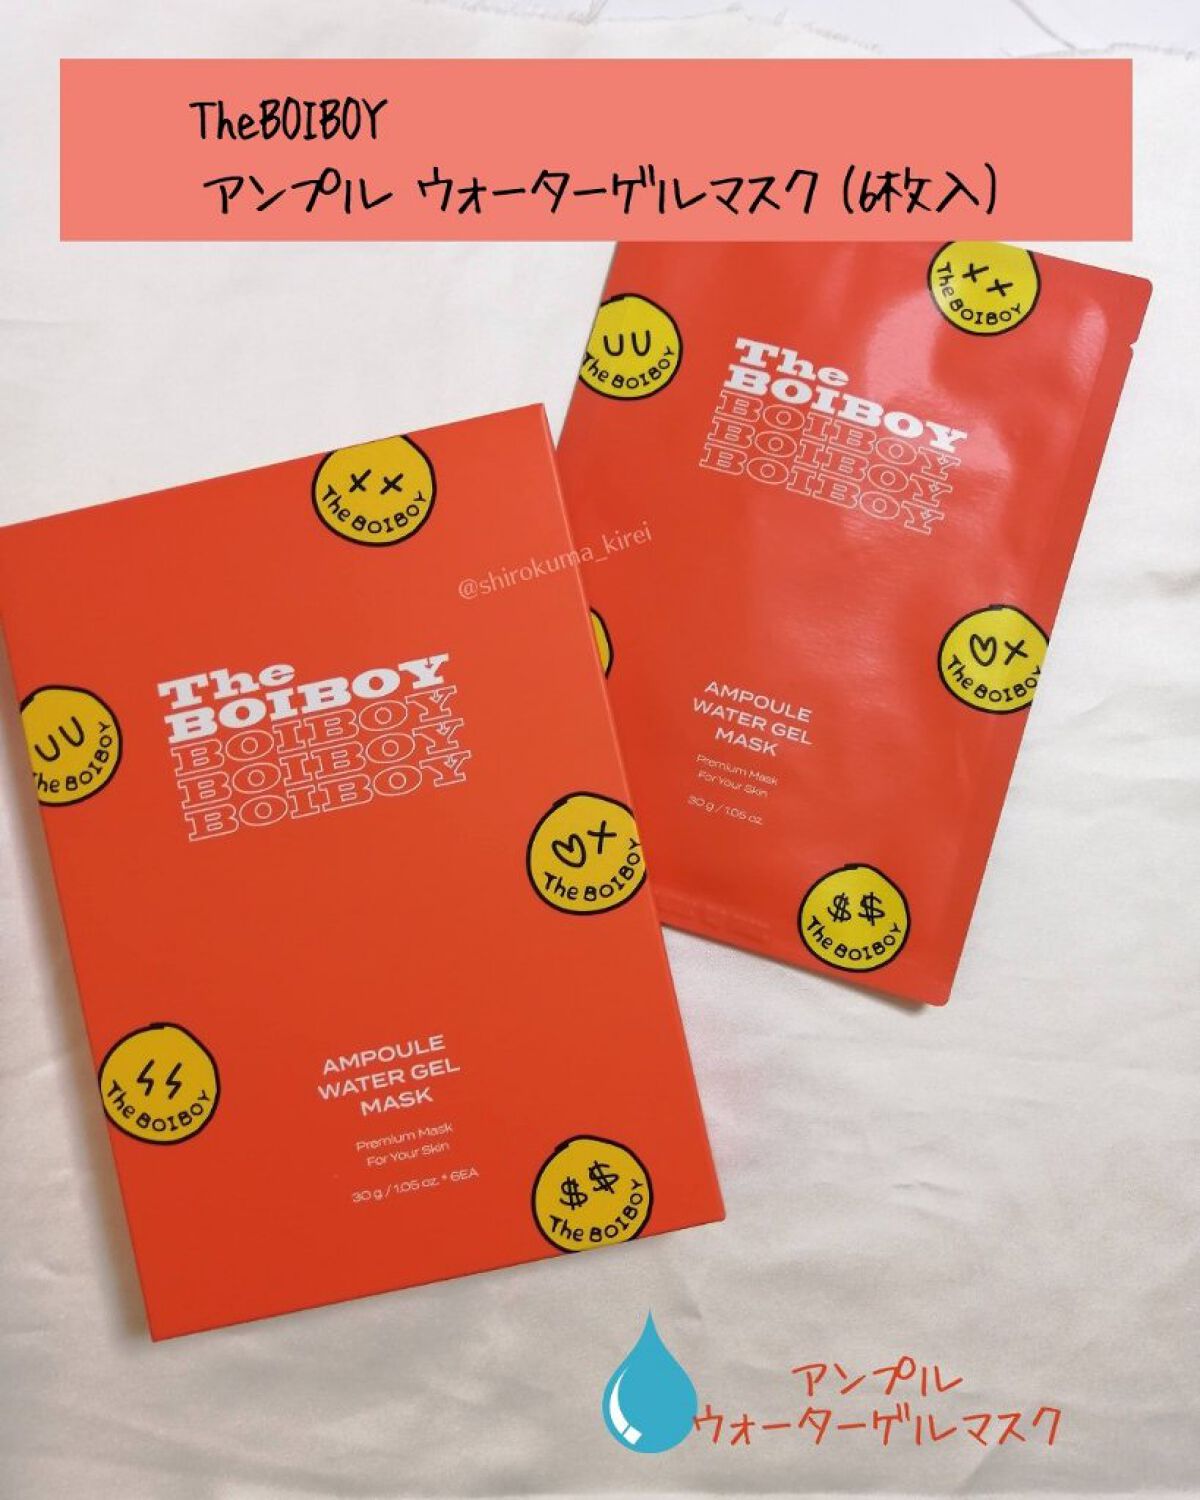 TheBOIBOY
アンプル ウォーターゲルマスク (6枚入)
The BOIBOY
The BOIBOY
The
BOIBOY
BOIBOY
BOIBOY
BOIBOY
The BOIBOY
AMPOULE
WATER GEL
MASK
Premium Mask
For Your Skin
30 g / 1.05 oz.
The BOIBOY
@shirokuma_kirei
The BOIBOY
The
BOIBOY
BOIBOY
BOIBOY
BOIBOY
he BOIBOY
The BOIBOY
The BOIBOY
AMPOULE
WATER GEL
MASK
Premium Mask
For Your Skin
30 g / 1.05 oz. * 6EA
The BOIBOY
アンプル
ウォーターゲルマスク